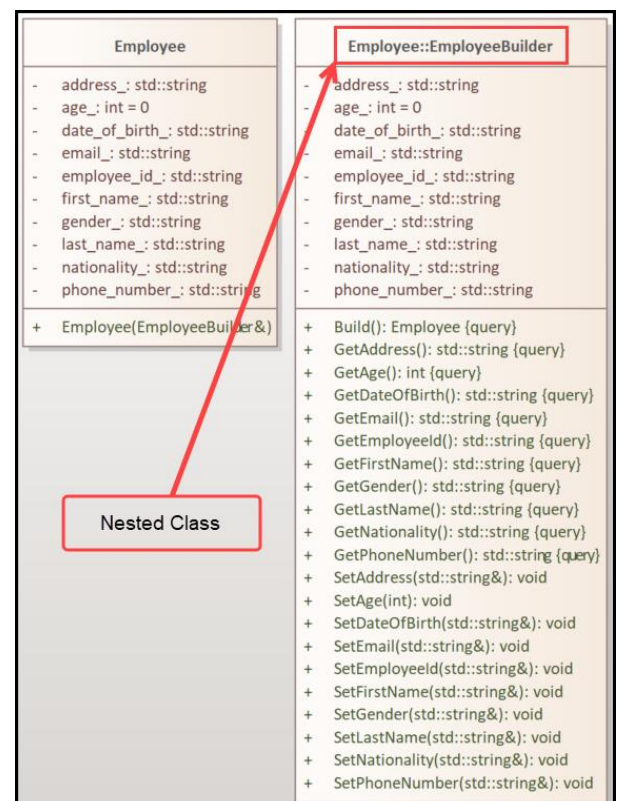 Employee
- address_: std::string
- age_: int = 0
- date_of_birth_: std::string
- email_: std::string
- employee_id_: std::string
- first_name_: std::string
- gender_: std::string
- last_name_: std::string
- nationality_: std::string
- phone_number_: std::string
+ Employee(EmployeeBuilder&)
Nested Class
Employee::EmployeeBuilder
- address_: std::string
- age_: int = 0
- date_of_birth_: std::string
- email_: std::string
- employee_id_: std::string
- first_name_: std::string
- gender_: std::string
- last_name_: std::string
- nationality_: std::string
- phone_number_: std::string
+ Build(): Employee {query}
+ GetAddress(): std::string {query}
+ GetAge(): int {query}
+ GetDateOfBirth(): std::string {query}
+ GetEmail(): std::string {query}
+ GetEmployeeId(): std::string {query}
+ GetFirstName(): std::string {query}
+ GetGender(): std::string {query}
+ GetLastName(): std::string {query}
+ GetNationality(): std::string {query}
+ GetPhoneNumber(): std::string {query}
+ SetAddress(std::string&): void
+ SetAge(int): void
+ SetDateOfBirth(std::string&): void
+ SetEmail(std::string&): void
+ SetEmployeeId(std::string&): void
+ SetFirstName(std::string&): void
+ SetGender(std::string&): void
+ SetLastName(std::string&): void
+ SetNationality(std::string&): void
+ SetPhoneNumber(std::string&): void